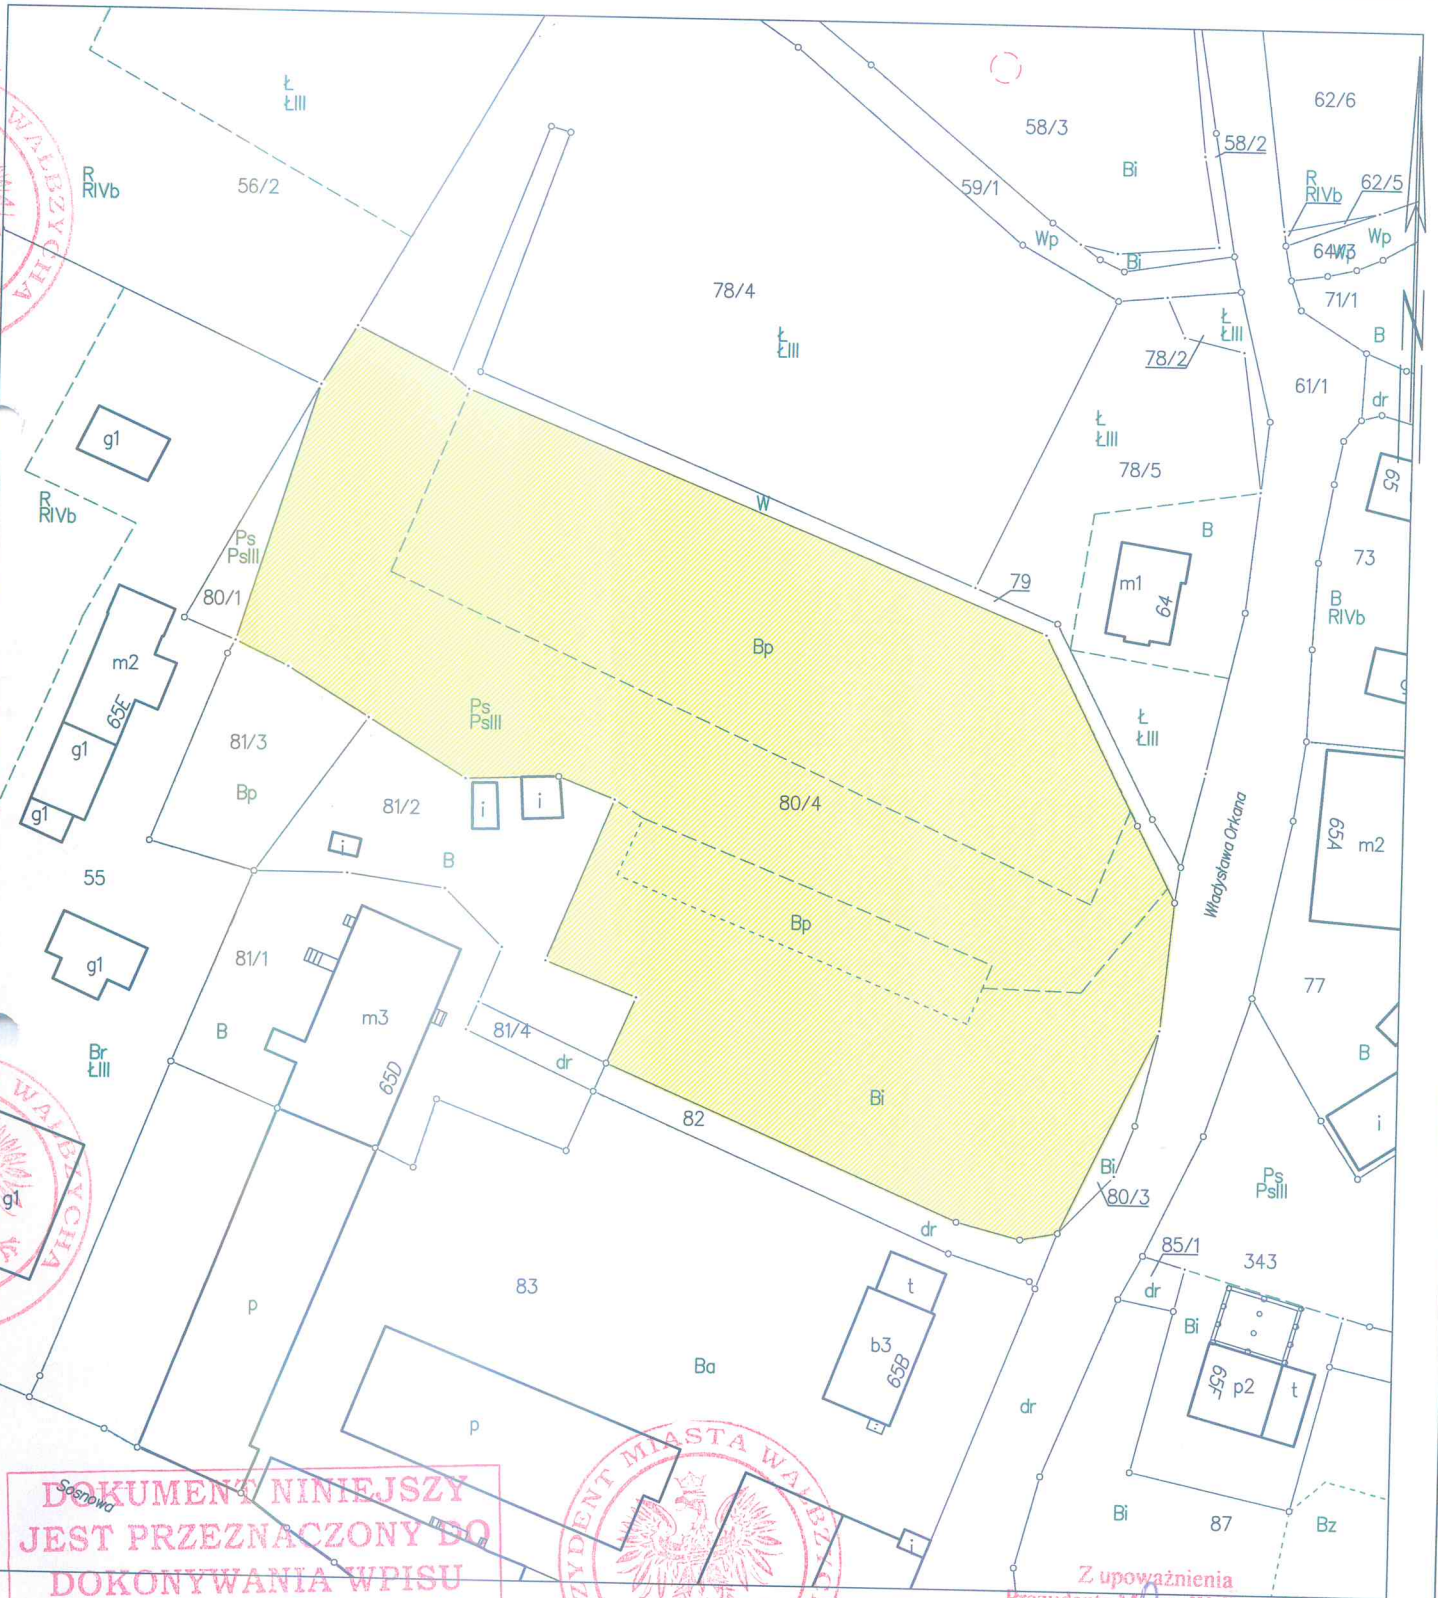 Ł
ŁIII
R
RIVb
56/2
58/3
Bi
58/2
62/6
59/1
Wp
Bi
R
RIVb
62/5
Wp
71/1
B
78/4
Ł
ŁIII
Ł
ŁIII
78/2
61/1
dr
g1
Ł
ŁIII
78/5
65
R
RIVb
W
B
73
Ps
PsIII
80/1
79
m1
64
B
RIVb
m2
65E
Bp
Ps
PsIII
Ł
ŁIII
g1
81/3
Bp
g1
81/2
i
i
i
80/4
B
Władysława Orkana
65A
m2
55
g1
81/1
Bp
77
m3
81/4
B
dr
65D
B
Br
ŁIII
82
Bi
i
g1
Bi
80/3
Ps
PsIII
dr
85/1
343
83
p
t
dr
Bi
b3
65B
Ba
65F
p2
t
dr
p
Bi
87
Bz
i
Sosnowa
DOKUMENT NINIEJSZY
JEST PRZEZNACZONY DO
DOKONYWANIA WPISU
WAŁBRZYCHA
WAŁBRZYCHA
MIASTA
Z upoważnienia